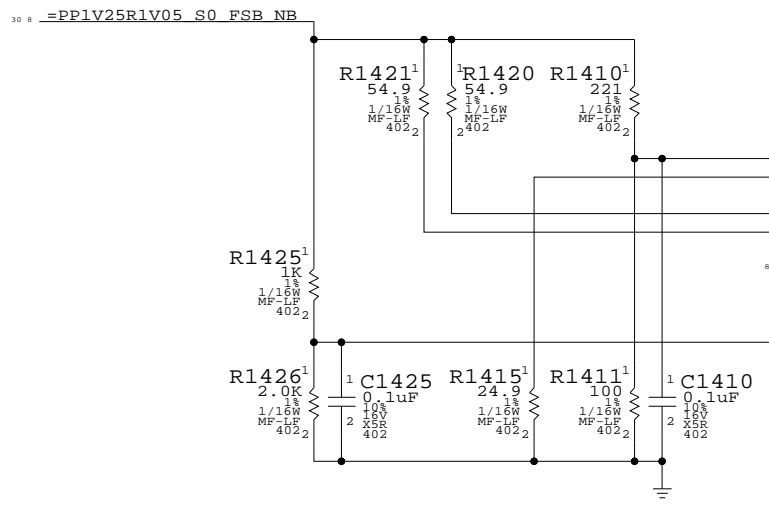 30 8 =PP1V25R1V05_S0_FSB_NB
R1421 1
54.9
1%
1/16W
MF-LF
402 2
1 R1420
54.9
1%
1/16W
MF-LF
2 402
R1410 1
221
1%
1/16W
MF-LF
402 2
8
R1425 1
1K
1%
1/16W
MF-LF
402 2
R1426 1
2.0K
1%
1/16W
MF-LF
402 2
1 C1425
0.1uF
10%
16V
2 X5R
402
R1415 1
24.9
1%
1/16W
MF-LF
402 2
R1411 1
100
1%
1/16W
MF-LF
402 2
1 C1410
0.1uF
10%
16V
2 X5R
402